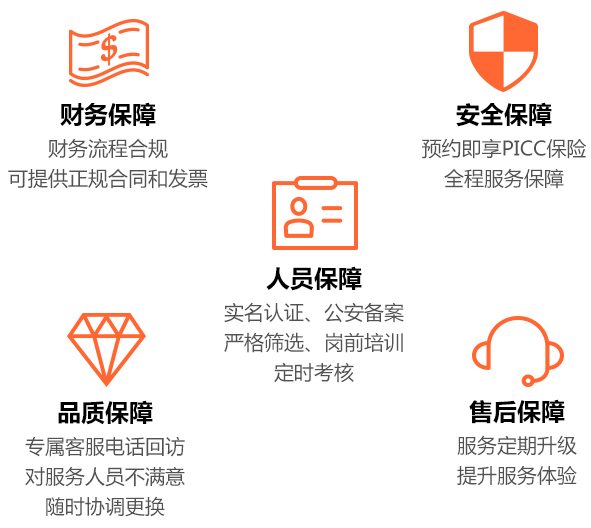 财务保障
财务流程合规
可提供正规合同和发票
安全保障
预约即享PICC保险
全程服务保障
人员保障
实名认证、公安备案
严格筛选、岗前培训
定时考核
品质保障
专属客服电话回访
对服务人员不满意
随时协调更换
售后保障
服务定期升级
提升服务体验